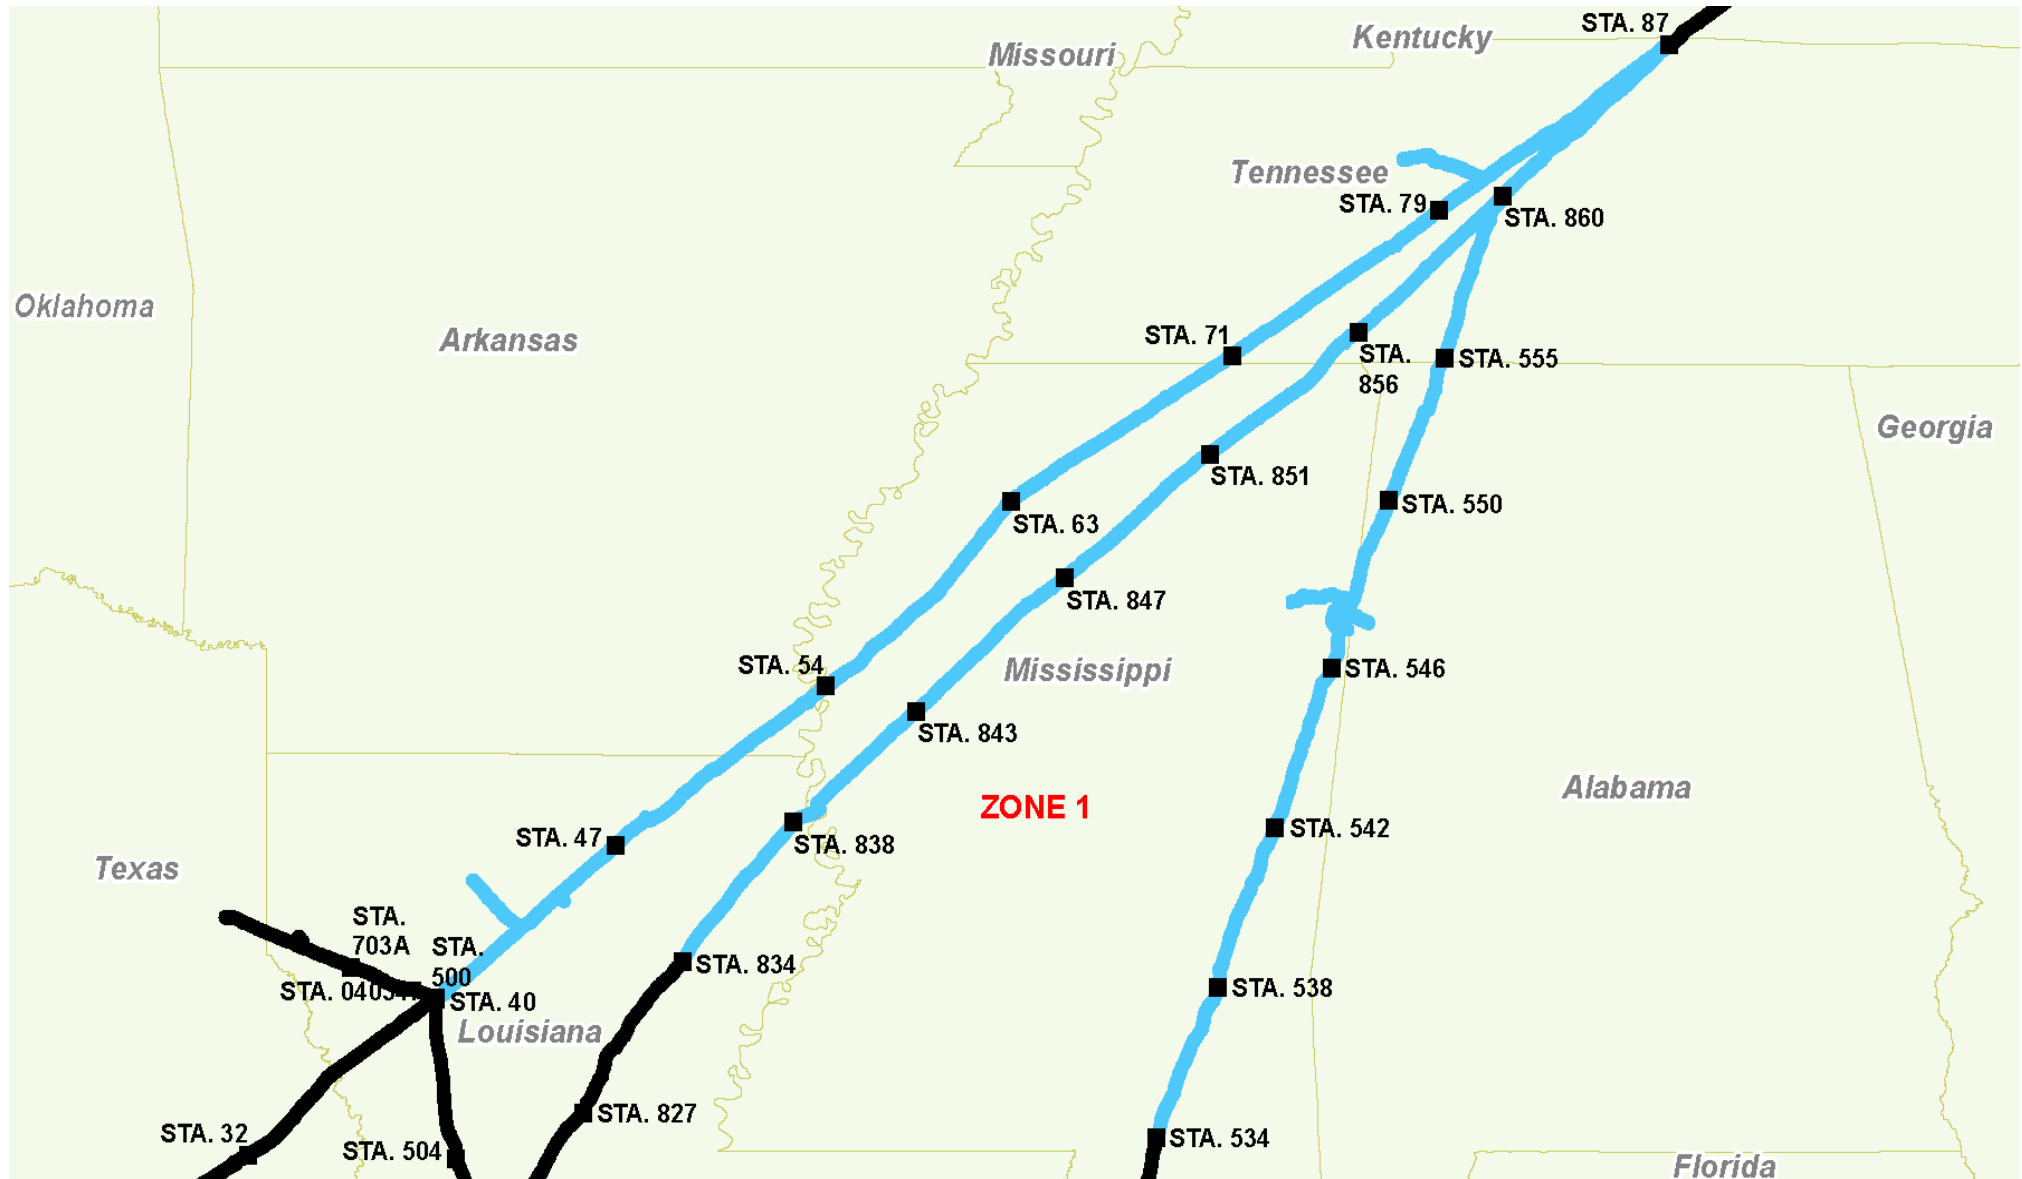 STA. 87
Kentucky
Missouri
Tennessee
STA. 79
STA. 860
Oklahoma
Arkansas
STA. 71
STA.
856
STA. 555
Georgia
STA. 851
STA. 550
STA. 63
STA. 847
STA. 54
Mississippi
STA. 546
STA. 843
Alabama
ZONE 1
STA. 47
STA. 838
STA. 542
Texas
STA.
703A
STA.
500
STA. 834
STA. 538
STA. 40
Louisiana
STA. 827
STA. 32
STA. 504
STA. 534
Florida